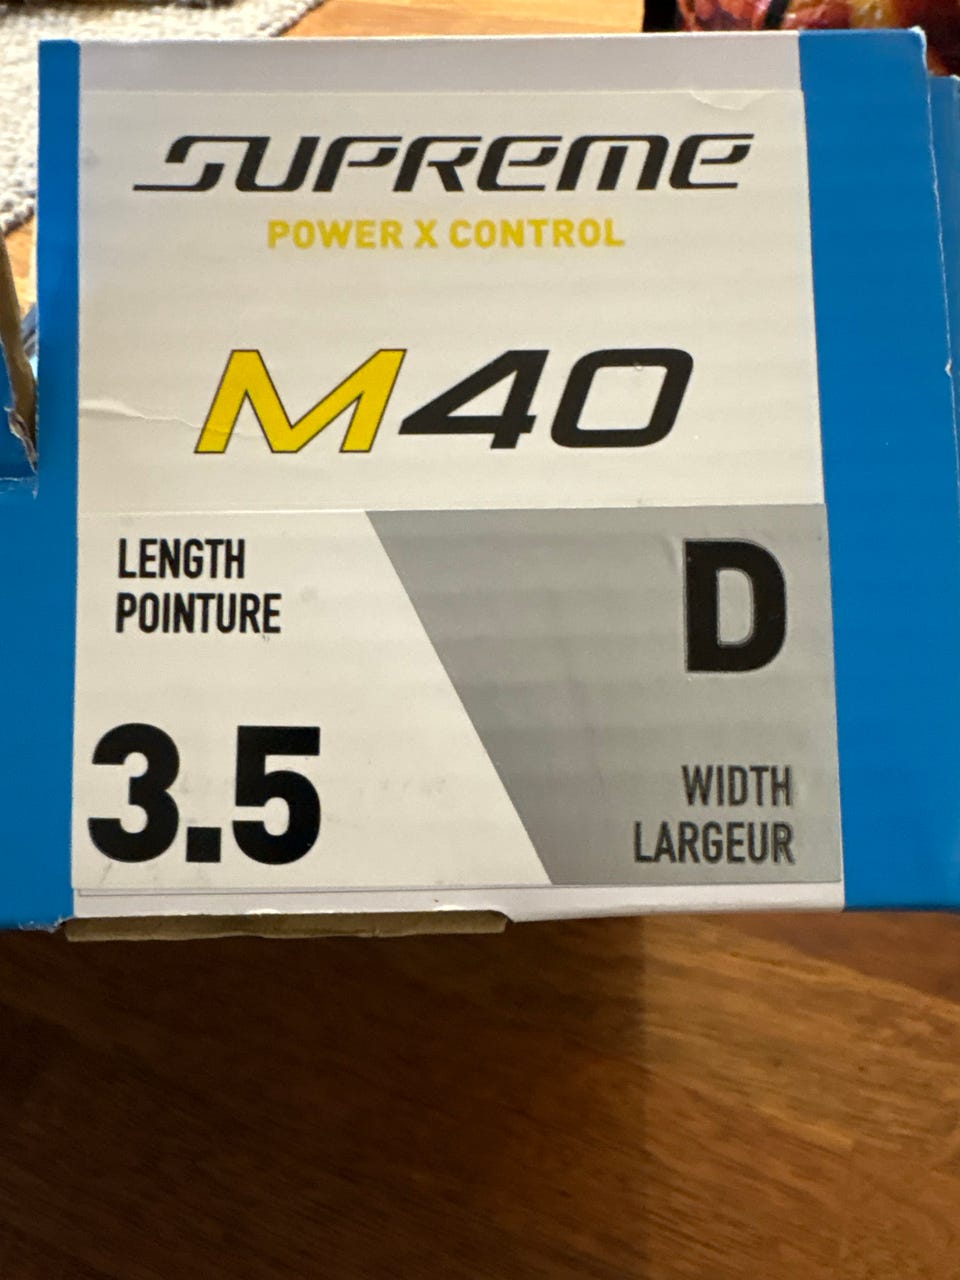 SUPREME
POWER X CONTROL
M40
LENGTH
POINTURE
3.5
D
WIDTH
LARGEUR